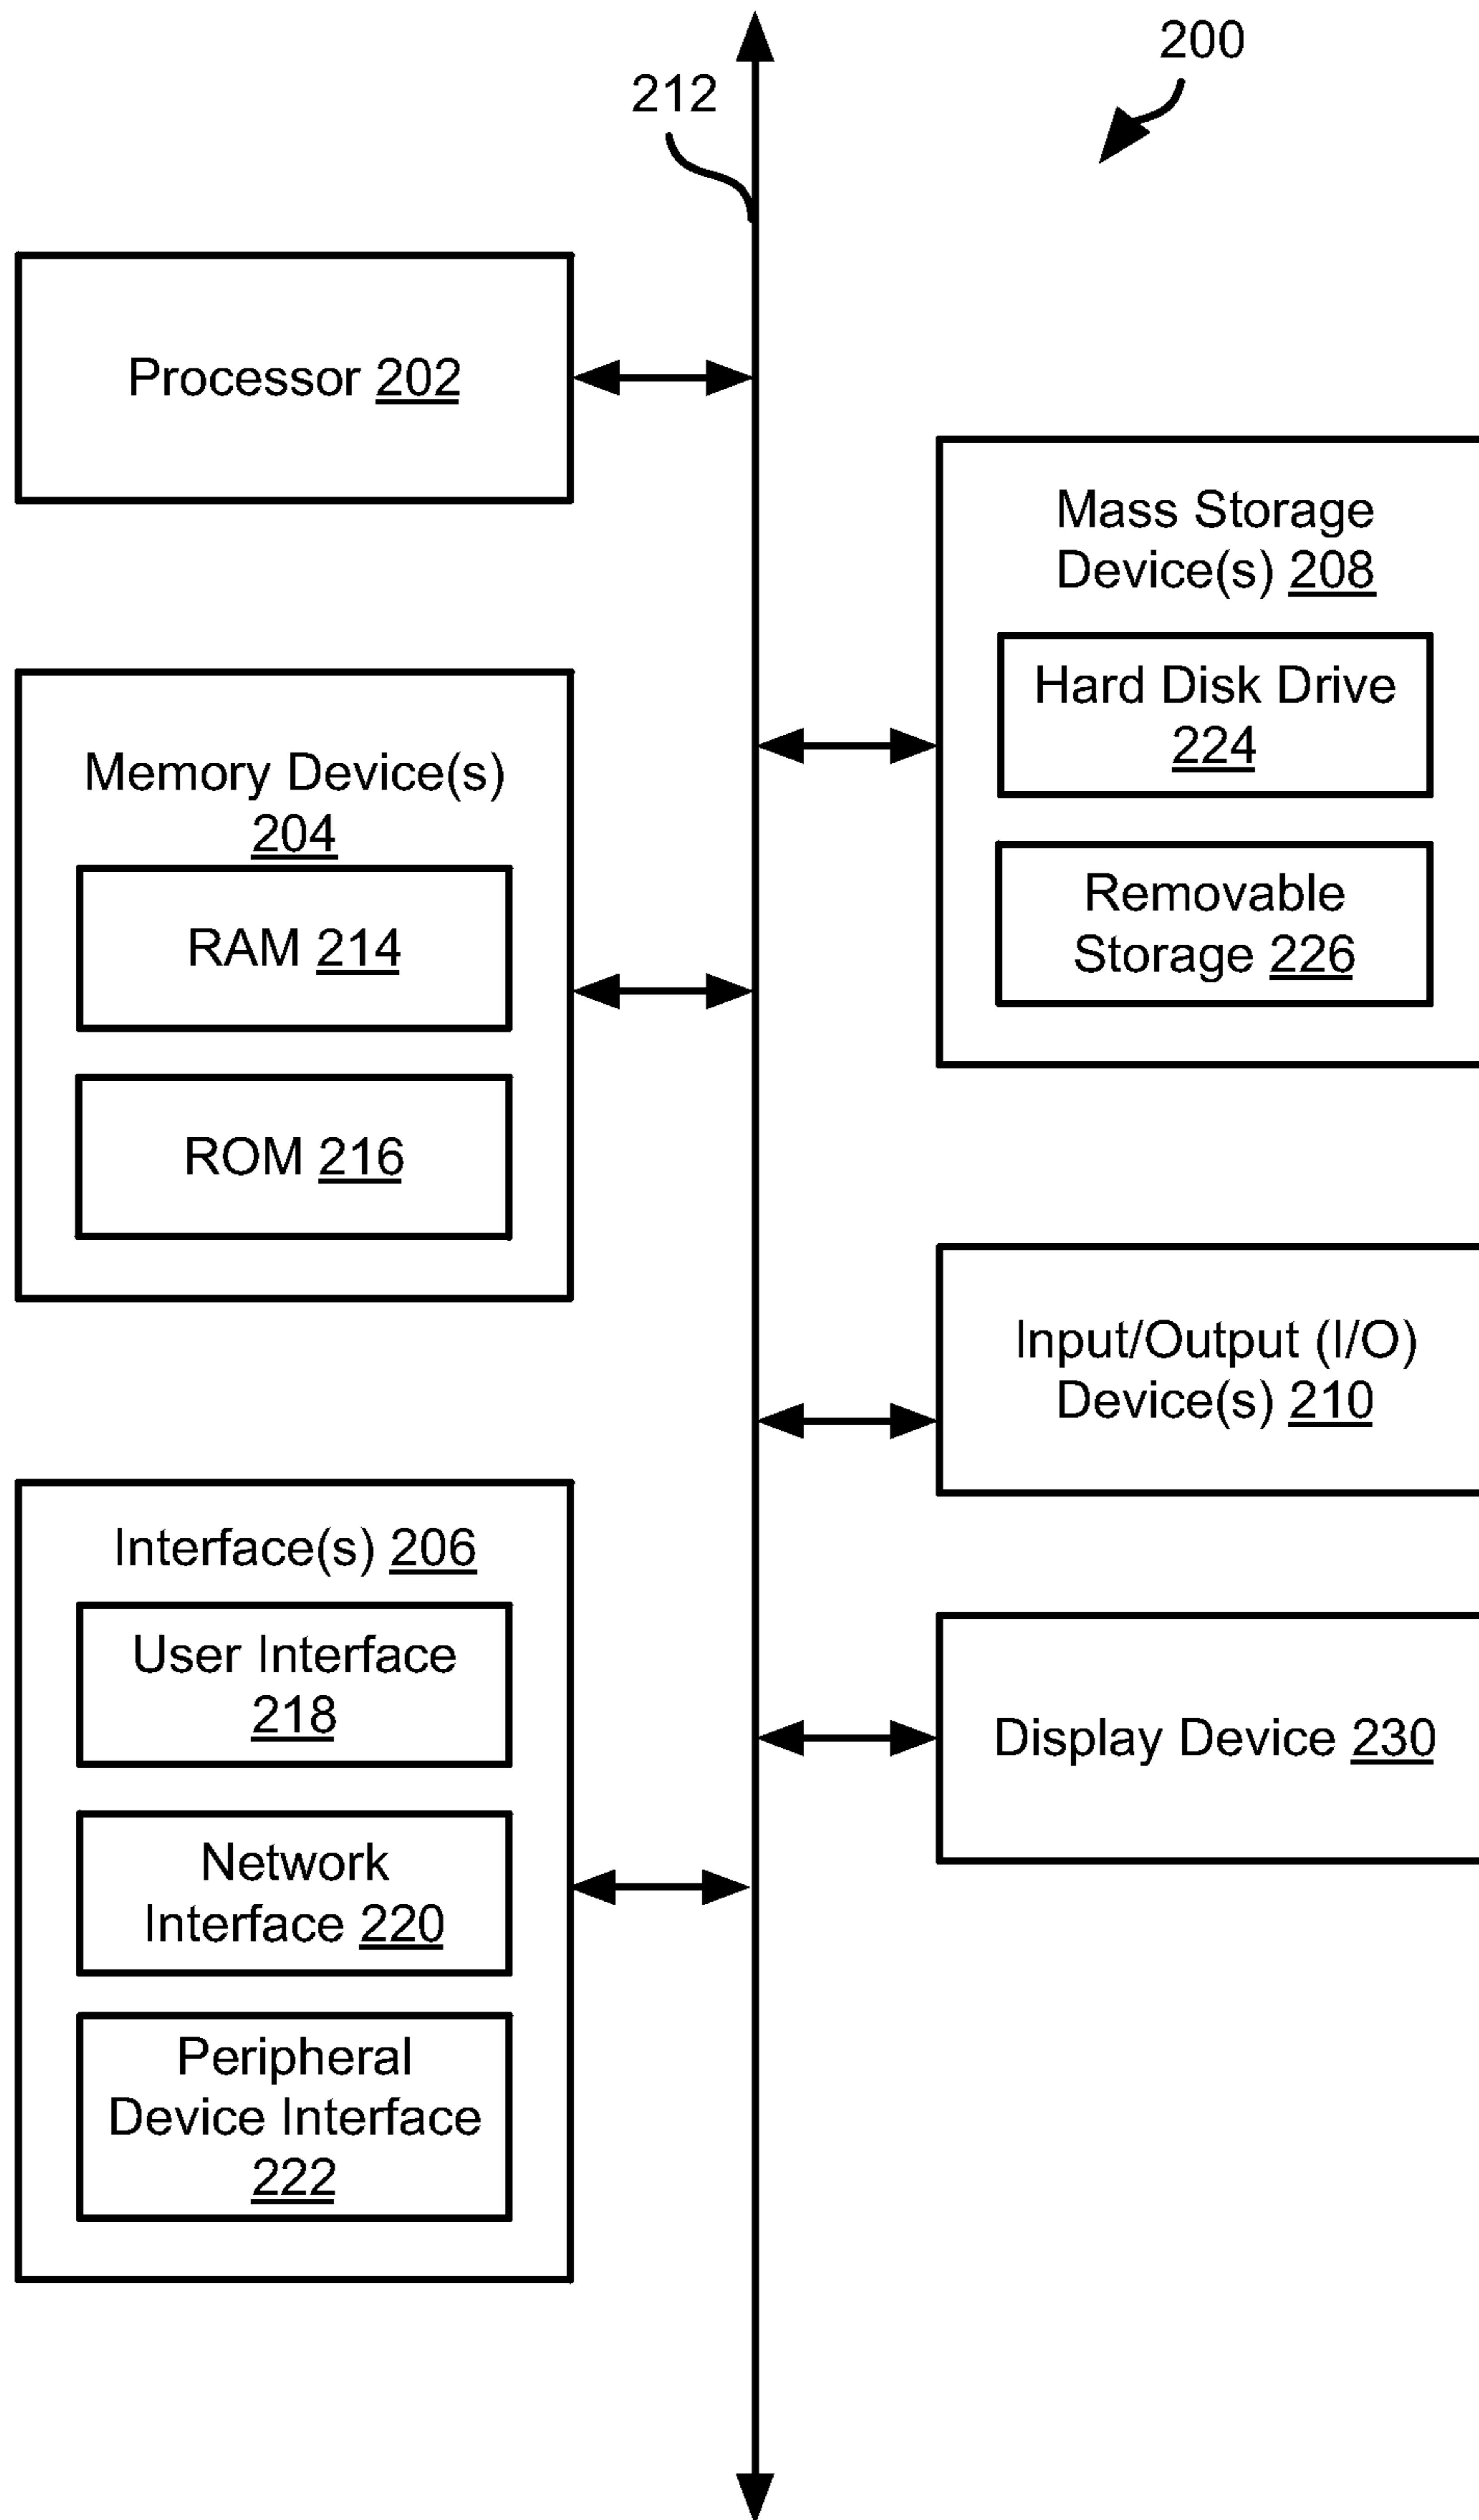 200
212
Processor 202
Mass Storage
Device(s) 208
Hard Disk Drive
224
Removable
Storage 226
Memory Device(s)
204
RAM 214
ROM 216
Input/Output (I/O)
Device(s) 210
Interface(s) 206
User Interface
218
Network
Interface 220
Peripheral
Device Interface
222
Display Device 230